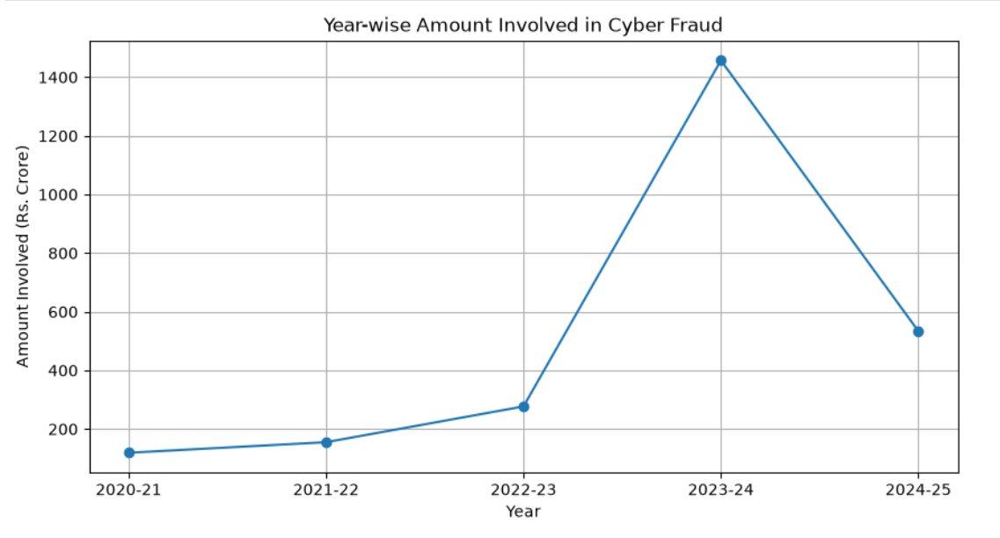 Year-wise Amount Involved in Cyber Fraud
1400
1200
1000
800
600
400
200
Amount Involved (Rs. Crore)
2020-21 2021-22 2022-23 2023-24 2024-25
Year